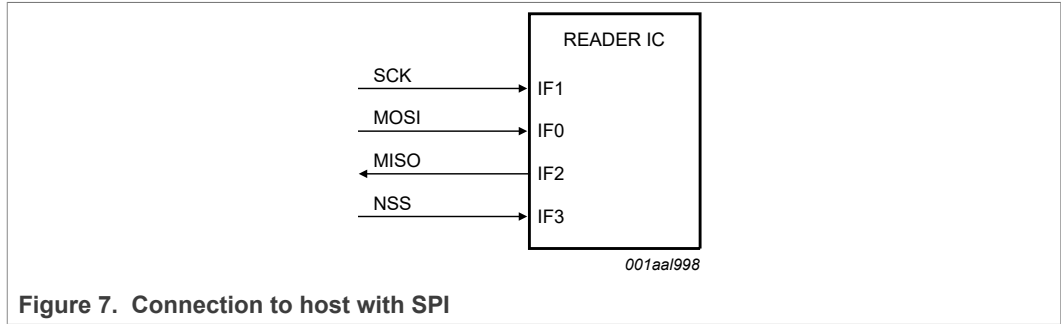 READER IC
SCK
IF1
MOSI
IF0
MISO
IF2
NSS
IF3
001aal998
Figure 7. Connection to host with SPI